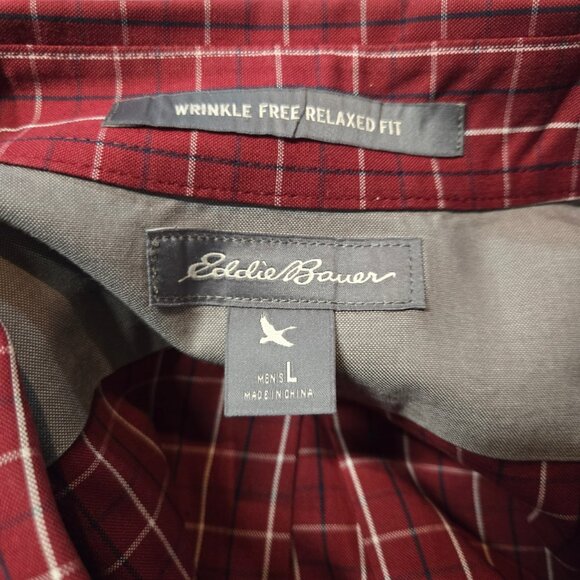 WRINKLE FREE RELAXED FIT
Eddie Bauer
MEN'S L
MADE IN CHINA